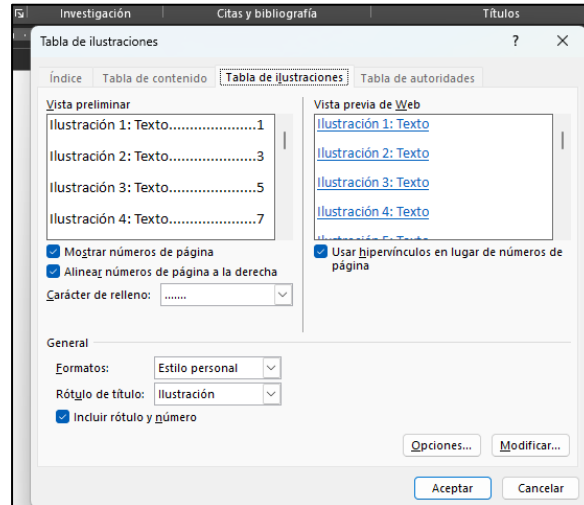 Investigación Citas y bibliografía Títulos
Tabla de ilustraciones ? ×
Índice Tabla de contenido Tabla de ilustraciones Tabla de autoridades
Vista preliminar
Ilustración 1: Texto.....................1
Ilustración 2: Texto.....................3
Ilustración 3: Texto.....................5
Ilustración 4: Texto.....................7
Mostrar números de página
Alinear números de página a la derecha
Carácter de relleno: .......
Vista previa de Web
Ilustración 1: Texto
Ilustración 2: Texto
Ilustración 3: Texto
Ilustración 4: Texto
Ilustración 5: Texto
Usar hipervínculos en lugar de números de
página
General
Formatos: Estilo personal
Rótulo de título: Ilustración
Incluir rótulo y número
Opciones... Modificar...
Aceptar Cancelar